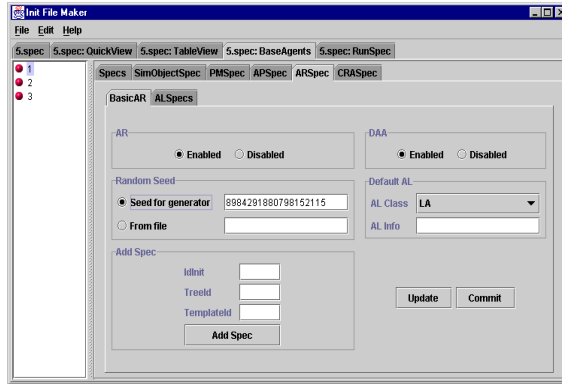 Init File Maker
File Edit Help
5.spec 5.spec: QuickView 5.spec: TableView 5.spec: BaseAgents 5.spec: RunSpec
1
2
3
Specs SimObjectSpec PMSpec APSpec ARSpec CRASpec
BasicAR ALSpecs
AR
Enabled Disabled
DAA
Enabled Disabled
Random Seed
Seed for generator 8984291880798152115
From file
Default AL
AL Class LA
AL Info
Add Spec
IdInit
TreeId
TemplateId
Add Spec
Update Commit